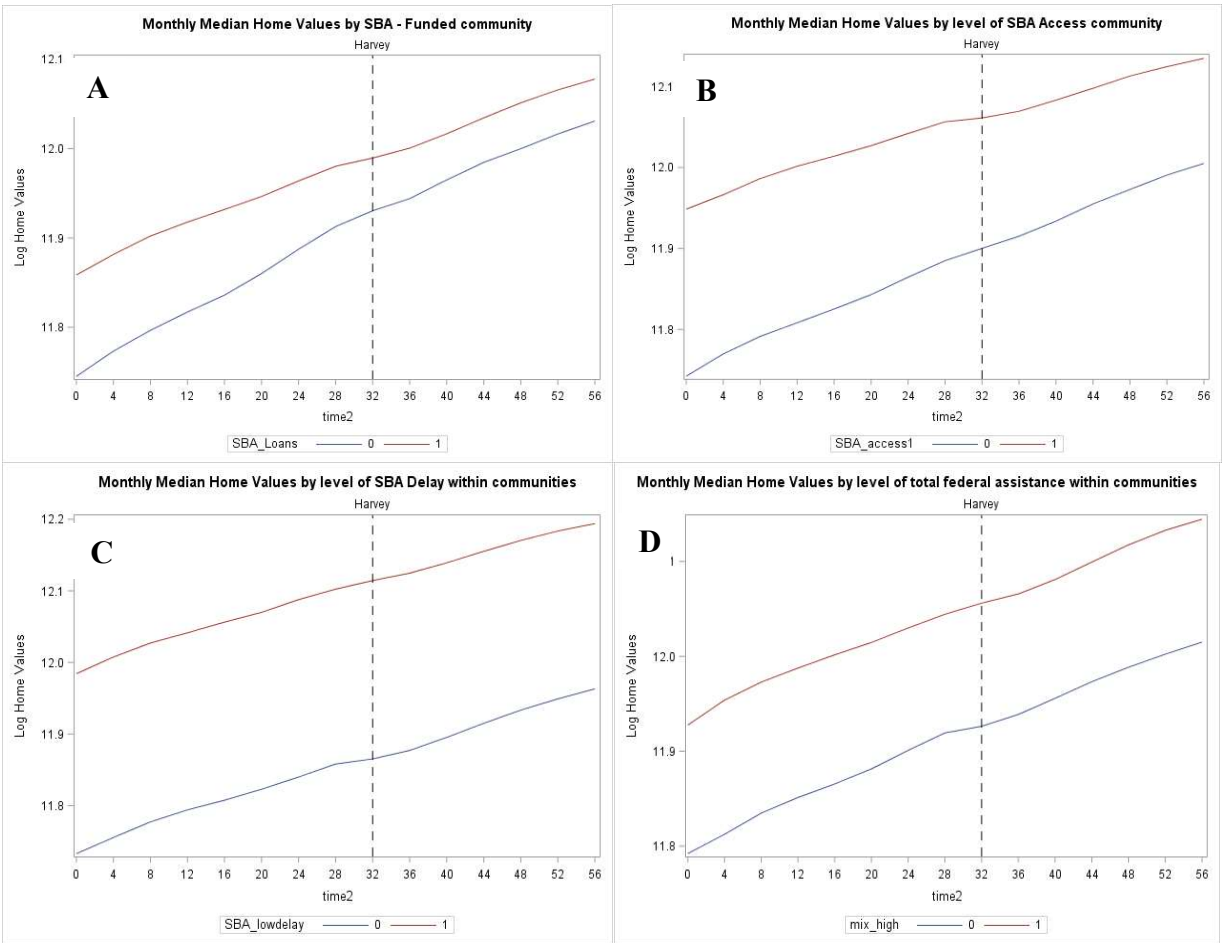 Monthly Median Home Values by SBA - Funded community
Harvey
A
12.1
12.0
11.9
11.8
Log Home Values
0 4 8 12 16 20 24 28 32 36 40 44 48 52 56
time2
SBA_Loans 0 1
Monthly Median Home Values by level of SBA Access community
Harvey
B
12.1
12.0
11.9
11.8
Log Home Values
0 4 8 12 16 20 24 28 32 36 40 44 48 52 56
time2
SBA_access1 0 1
Monthly Median Home Values by level of SBA Delay within communities
Harvey
12.2
C
12.1
12.0
11.9
11.8
Log Home Values
0 4 8 12 16 20 24 28 32 36 40 44 48 52 56
time2
SBA_lowdelay 0 1
Monthly Median Home Values by level of total federal assistance within communities
Harvey
D
1
12.0
11.9
11.8
Log Home Values
0 4 8 12 16 20 24 28 32 36 40 44 48 52 56
time2
mix_high 0 1